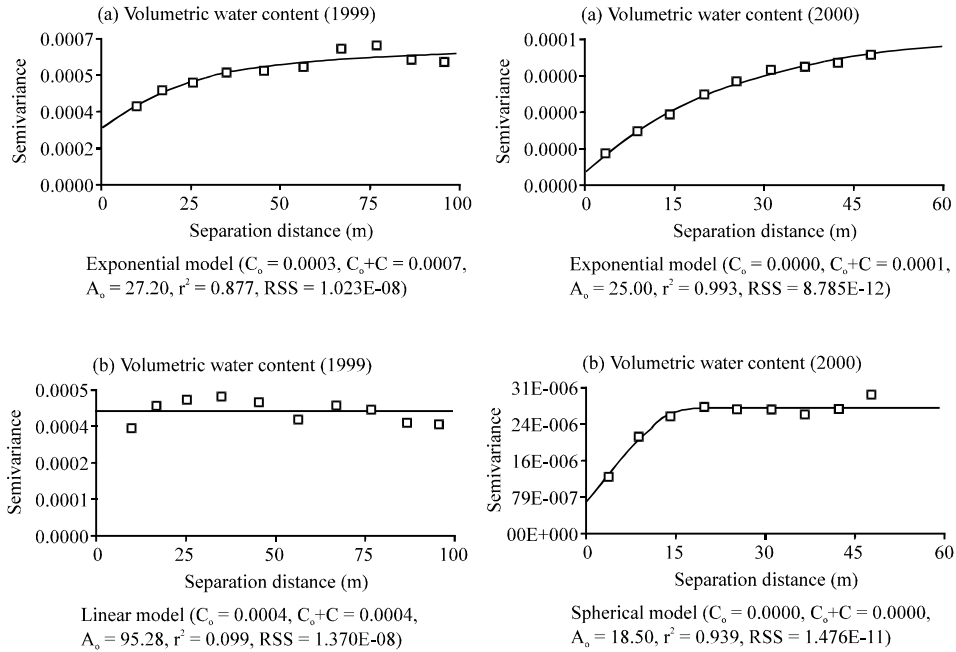 (a) Volumetric water content (1999)
0.0007
0.0005
0.0004
0.0002
0.0000
Semivariance
0 25 50 75 100
Separation distance (m)
Exponential model (Cₒ = 0.0003, Cₒ+C = 0.0007,
Aₒ = 27.20, r² = 0.877, RSS = 1.023E-08)
(a) Volumetric water content (2000)
0.0001
0.0000
0.0000
0.0000
Semivariance
0 15 30 45 60
Separation distance (m)
Exponential model (Cₒ = 0.0000, Cₒ+C = 0.0001,
Aₒ = 25.00, r² = 0.993, RSS = 8.785E-12)
(b) Volumetric water content (1999)
0.0005
0.0004
0.0002
0.0001
0.0000
Semivariance
0 25 50 75 100
Separation distance (m)
Linear model (Cₒ = 0.0004, Cₒ+C = 0.0004,
Aₒ = 95.28, r² = 0.099, RSS = 1.370E-08)
(b) Volumetric water content (2000)
31E-006
24E-006
16E-006
79E-007
00E+000
Semivariance
0 15 30 45 60
Separation distance (m)
Spherical model (Cₒ = 0.0000, Cₒ+C = 0.0000,
Aₒ = 18.50, r² = 0.939, RSS = 1.476E-11)